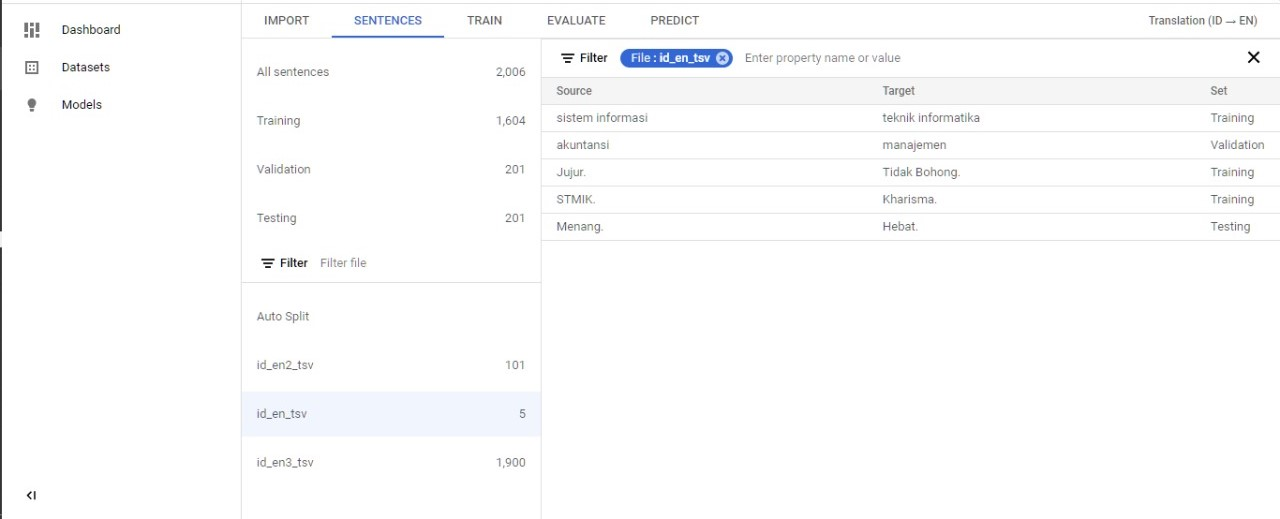 Dashboard
Datasets
Models
IMPORT SENTENCES TRAIN EVALUATE PREDICT Translation (ID → EN)
All sentences 2,006
Training 1,604
Validation 201
Testing 201
Filter Filter file
Auto Split
id_en2_tsv 101
id_en_tsv 5
id_en3_tsv 1,900
Filter File : id_en_tsv Enter property name or value
Source Target Set
sistem informasi teknik informatika Training
akuntansi manajemen Validation
Jujur. Tidak Bohong. Training
STMIK. Kharisma. Training
Menang. Hebat. Testing